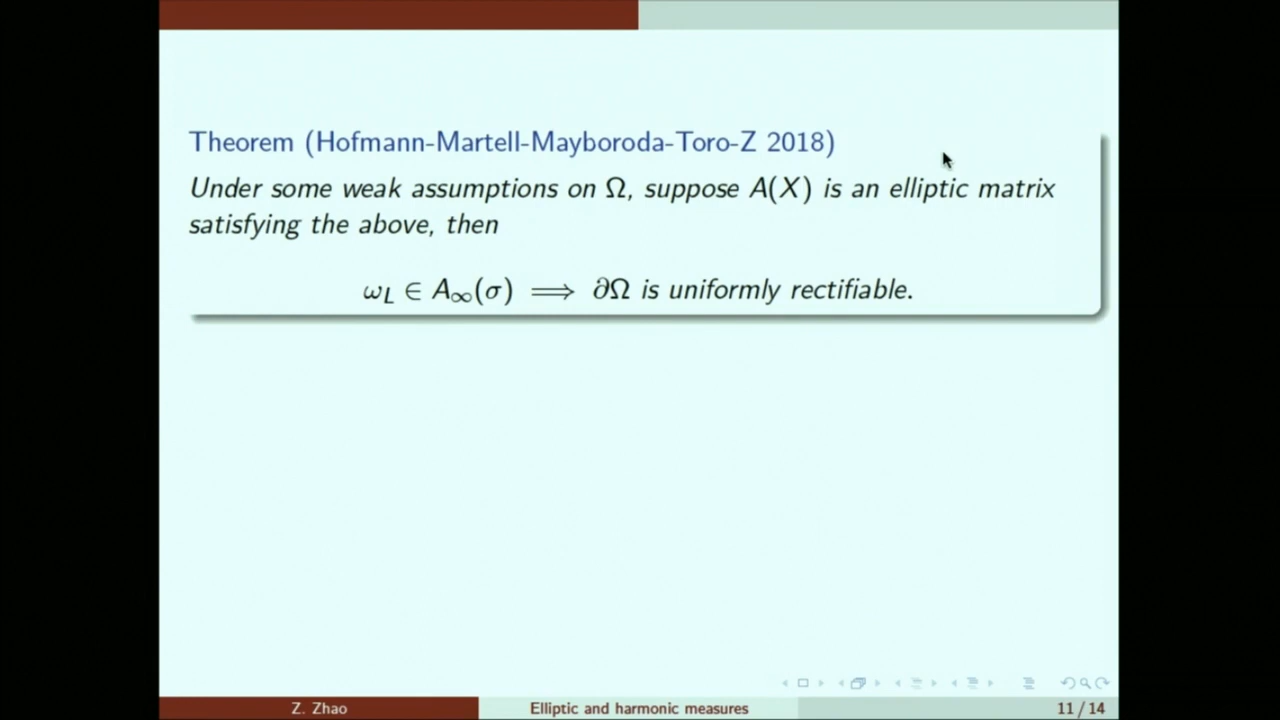 Theorem (Hofmann-Martell-Mayboroda-Toro-Z 2018)
Under some weak assumptions on Ω, suppose A(X) is an elliptic matrix
satisfying the above, then
ω_L ∈ A_∞(σ) ⟹ ∂Ω is uniformly rectifiable.
Z. Zhao
Elliptic and harmonic measures
11 / 14